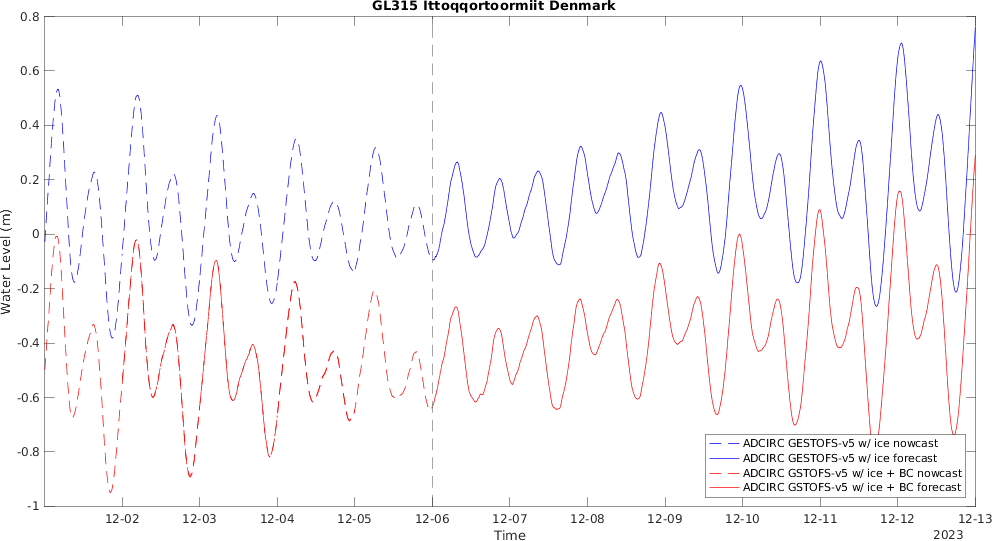 GL315 Ittoqqortoormiit Denmark
0.8
0.6
0.4
0.2
0
-0.2
-0.4
-0.6
-0.8
-1
Water Level (m)
12-02 12-03 12-04 12-05 12-06 12-07 12-08 12-09 12-10 12-11 12-12 12-13
Time
2023
ADCIRC GESTOFS-v5 w/ ice nowcast
ADCIRC GESTOFS-v5 w/ ice forecast
ADCIRC GSTOFS-v5 w/ ice + BC nowcast
ADCIRC GSTOFS-v5 w/ ice + BC forecast